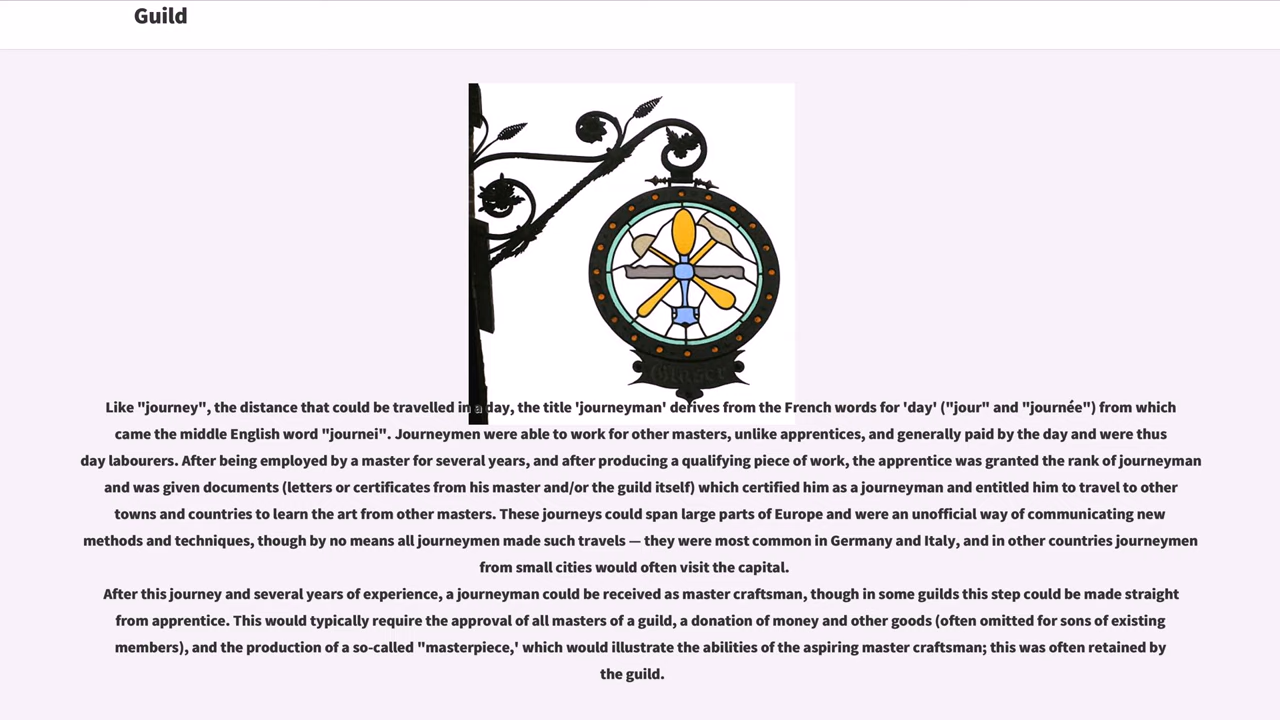 Guild
Glaser
Like "journey", the distance that could be travelled in a day, the title 'journeyman' derives from the French words for 'day' ("jour" and "journée") from which
came the middle English word "journei". Journeymen were able to work for other masters, unlike apprentices, and generally paid by the day and were thus
day labourers. After being employed by a master for several years, and after producing a qualifying piece of work, the apprentice was granted the rank of journeyman
and was given documents (letters or certificates from his master and/or the guild itself) which certified him as a journeyman and entitled him to travel to other
towns and countries to learn the art from other masters. These journeys could span large parts of Europe and were an unofficial way of communicating new
methods and techniques, though by no means all journeymen made such travels — they were most common in Germany and Italy, and in other countries journeymen
from small cities would often visit the capital.
After this journey and several years of experience, a journeyman could be received as master craftsman, though in some guilds this step could be made straight
from apprentice. This would typically require the approval of all masters of a guild, a donation of money and other goods (often omitted for sons of existing
members), and the production of a so-called "masterpiece,' which would illustrate the abilities of the aspiring master craftsman; this was often retained by
the guild.